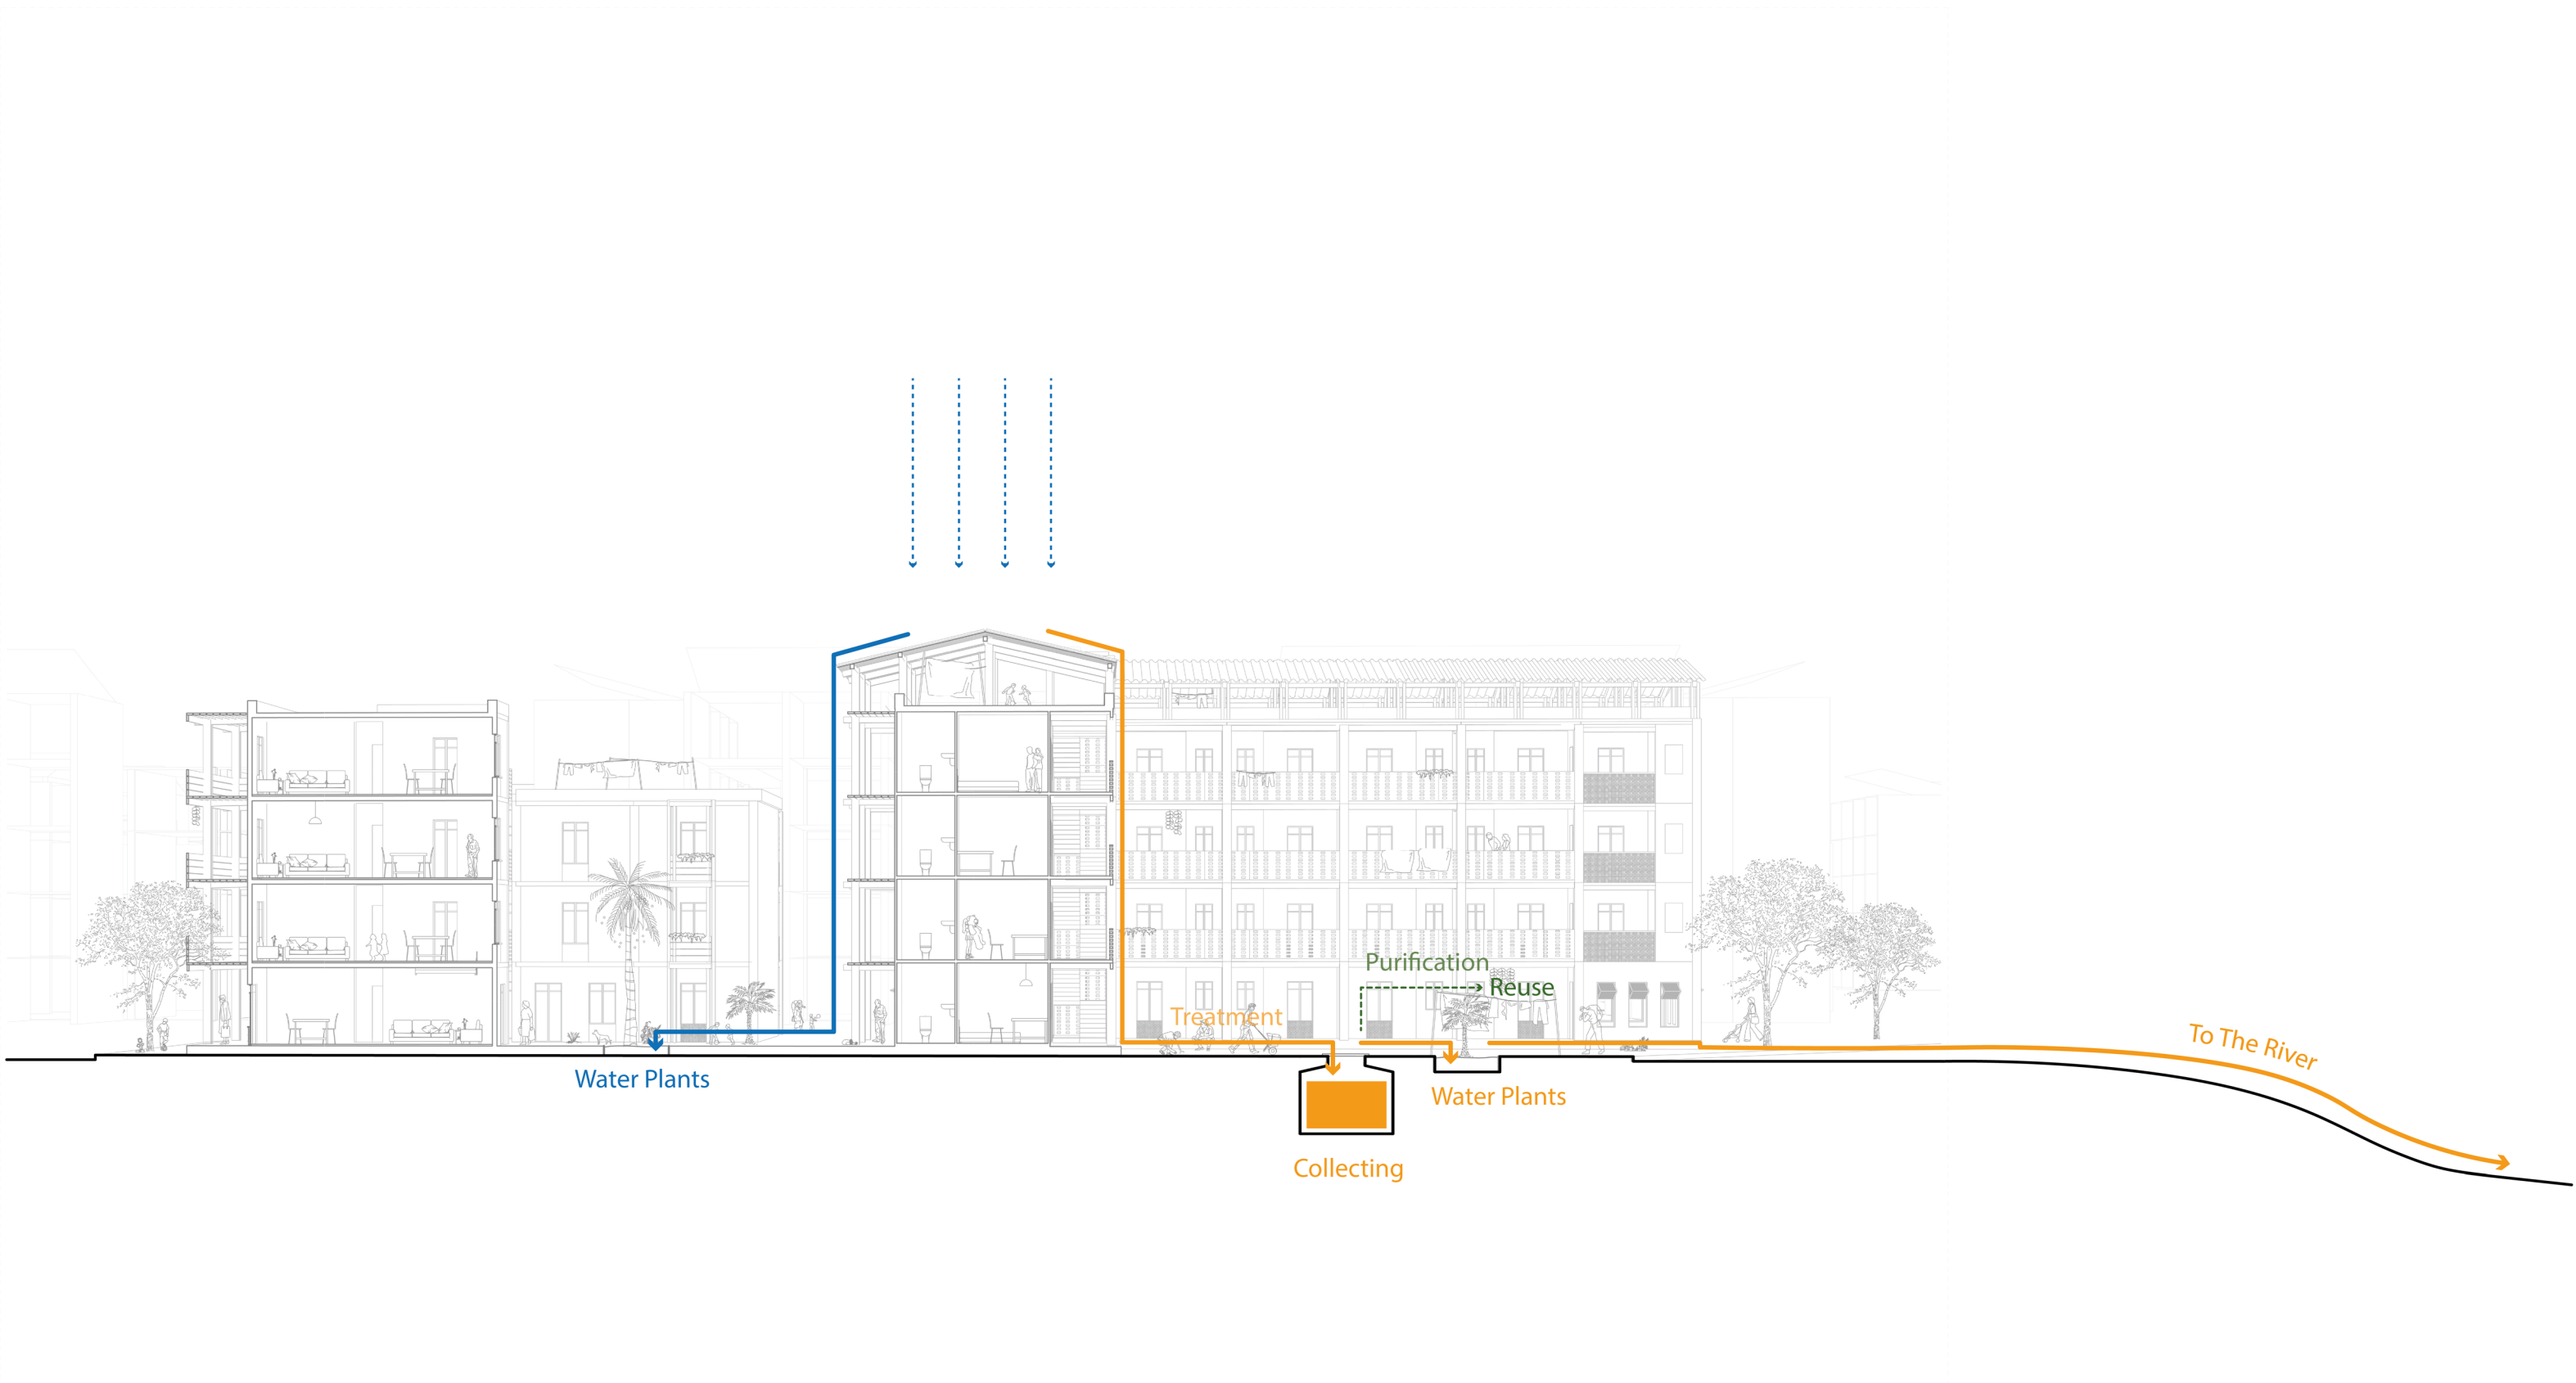 Purification
Reuse
Treatment
To The River
Water Plants
Water Plants
Collecting